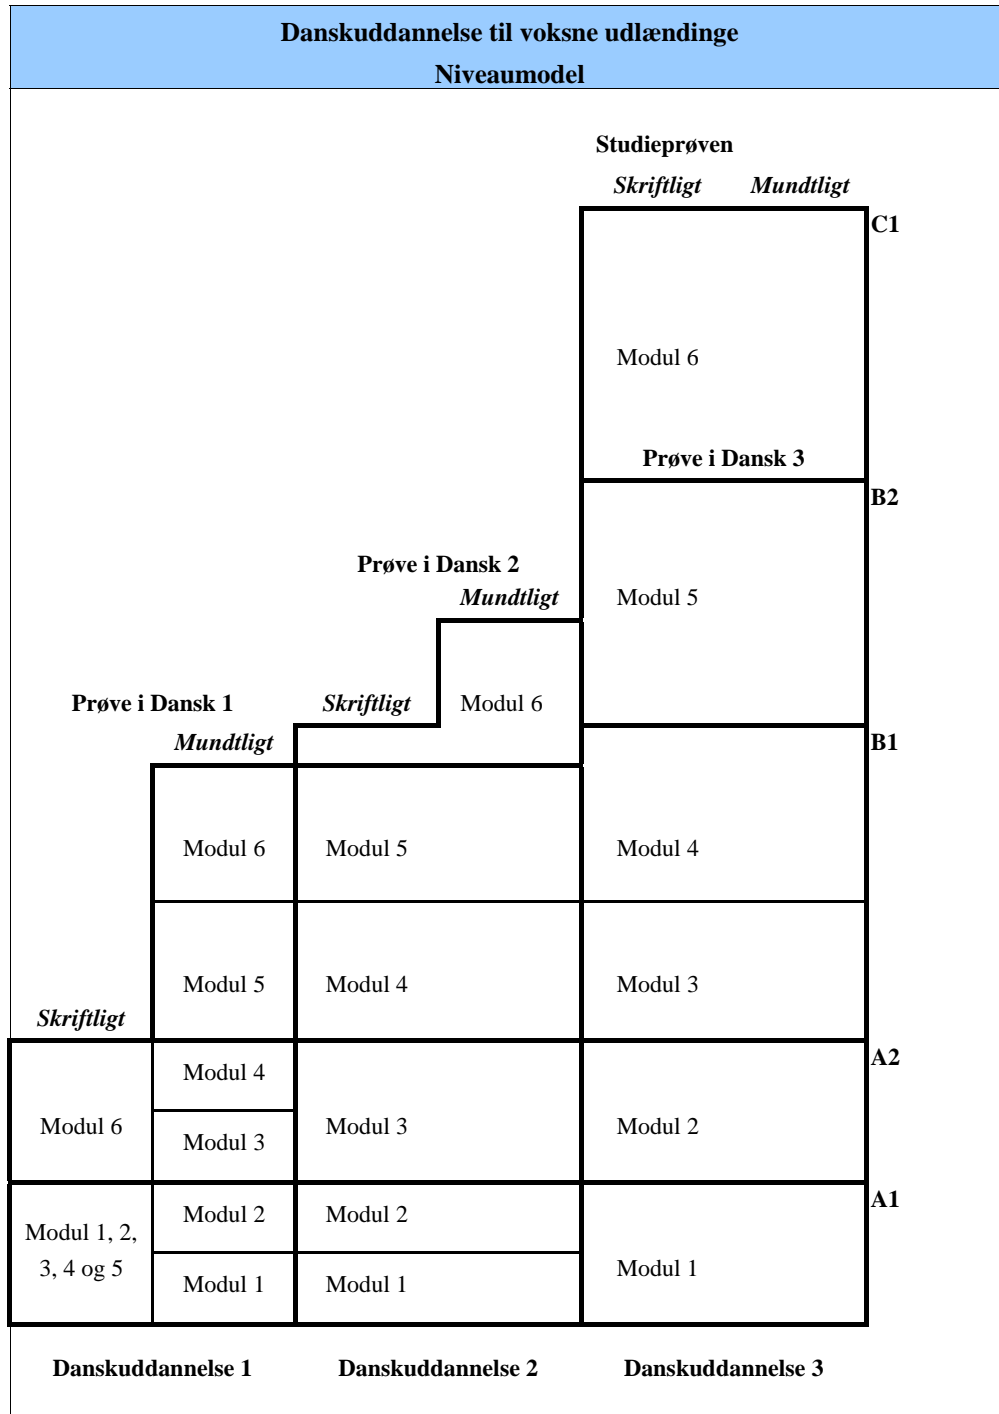 Danskuddannelse til voksne udlændinge
Niveaumodel
Studieprøven
Skriftligt Mundtligt
C1
Modul 6
Prøve i Dansk 3
B2
Prøve i Dansk 2
Mundtligt Modul 5
Prøve i Dansk 1 Skriftligt Modul 6
Mundtligt B1
Modul 6 Modul 5 Modul 4
Modul 5 Modul 4 Modul 3
Skriftligt
A2
Modul 4
Modul 6 Modul 3 Modul 2
Modul 3
A1
Modul 2 Modul 2
Modul 1, 2,
3, 4 og 5 Modul 1
Modul 1 Modul 1
Danskuddannelse 1 Danskuddannelse 2 Danskuddannelse 3